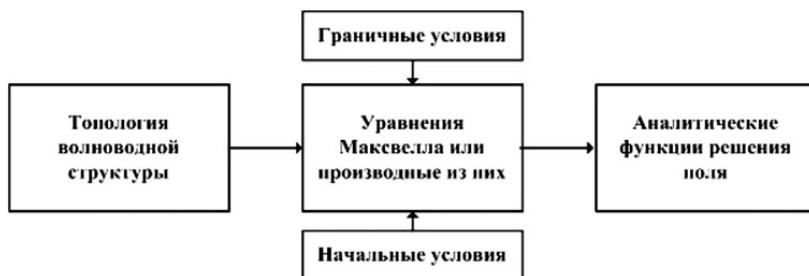 Граничные условия
Топология
волноводной
структуры
Уравнения
Максвелла или
производные из них
Аналитические
функции решения
поля
Начальные условия